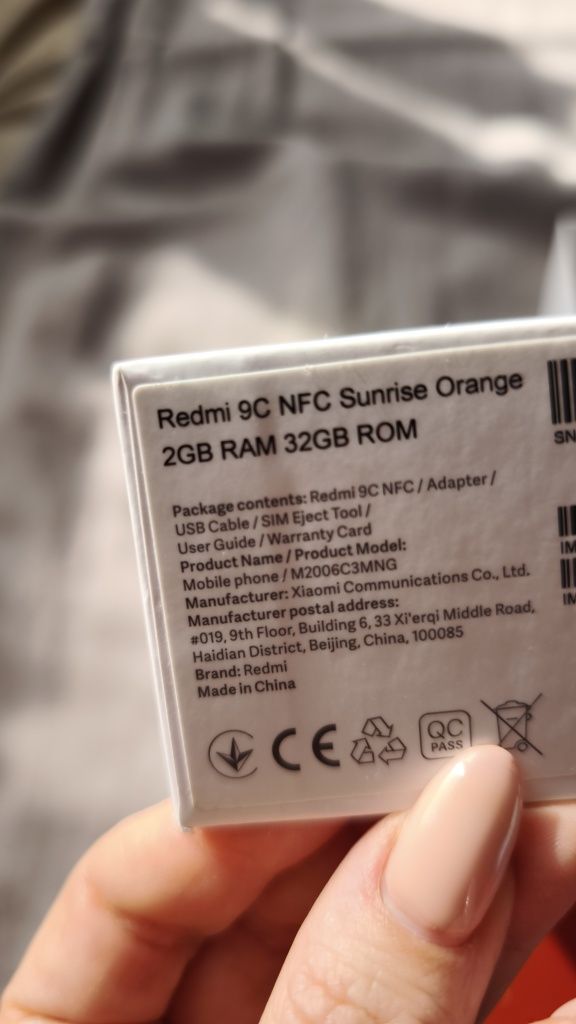 Redmi 9C NFC Sunrise Orange
2GB RAM 32GB ROM
SN
Package contents: Redmi 9C NFC / Adapter /
USB Cable / SIM Eject Tool /
User Guide / Warranty Card
Product Name / Product Model:
Mobile phone / M2006C3MNG
Manufacturer: Xiaomi Communications Co., Ltd.
Manufacturer postal address:
#019, 9th Floor, Building 6, 33 Xi'erqi Middle Road,
Haidian District, Beijing, China, 100085
Brand: Redmi
Made in China
IM
IM
CE
QC
PASS